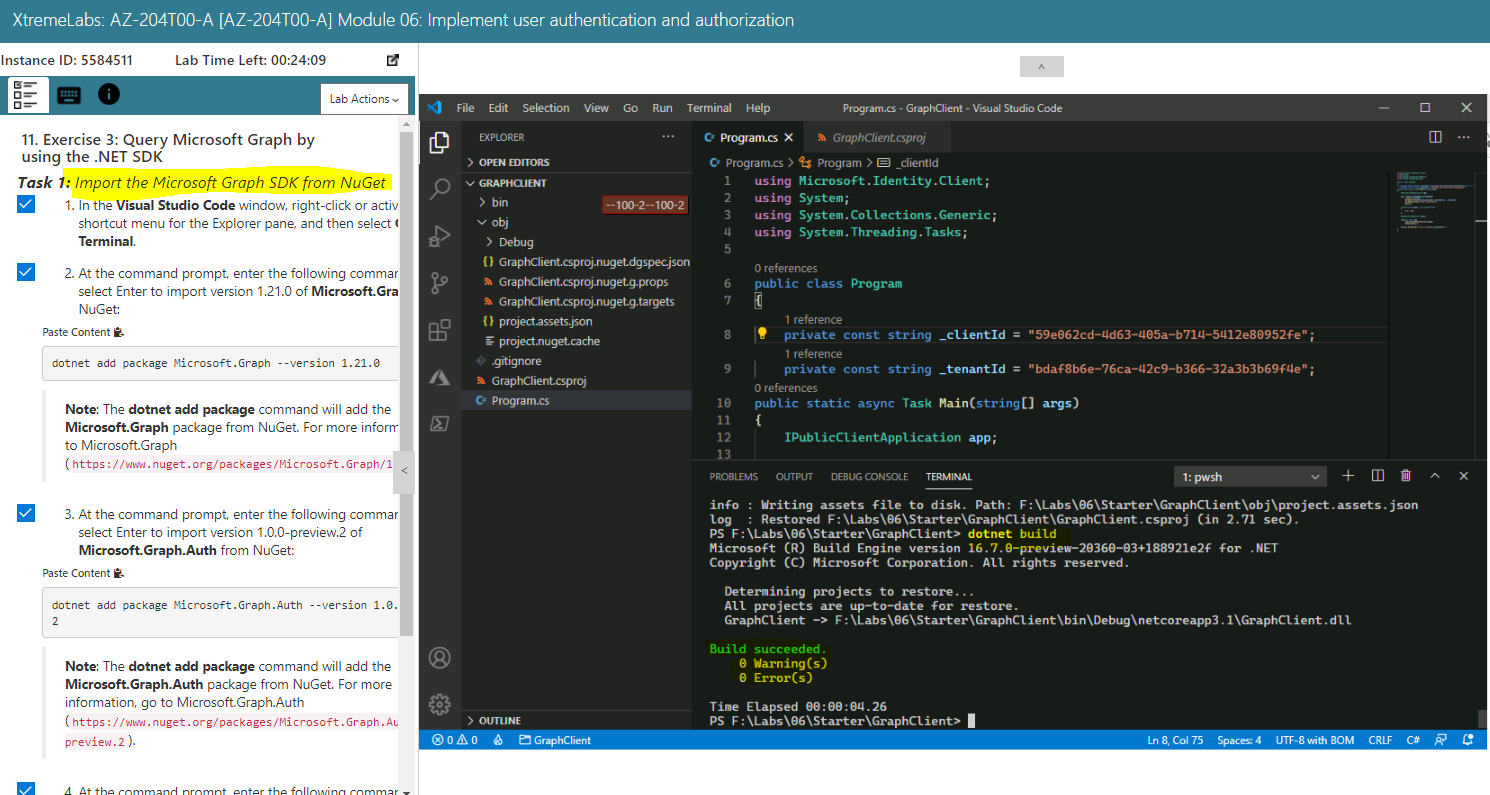 XtremeLabs: AZ-204T00-A [AZ-204T00-A] Module 06: Implement user authentication and authorization
Instance ID: 5584511
Lab Time Left: 00:24:09
Lab Actions
11. Exercise 3: Query Microsoft Graph by
using the .NET SDK
Task 1: Import the Microsoft Graph SDK from NuGet
1. In the Visual Studio Code window, right-click or activ
shortcut menu for the Explorer pane, and then select
Terminal.
2. At the command prompt, enter the following commar
select Enter to import version 1.21.0 of Microsoft.Gra
NuGet:
Paste Content
dotnet add package Microsoft.Graph --version 1.21.0
Note: The dotnet add package command will add the
Microsoft.Graph package from NuGet. For more inform
to Microsoft.Graph
(https://www.nuget.org/packages/Microsoft.Graph/1
<
3. At the command prompt, enter the following commar
select Enter to import version 1.0.0-preview.2 of
Microsoft.Graph.Auth from NuGet:
Paste Content
dotnet add package Microsoft.Graph.Auth --version 1.0.
2
Note: The dotnet add package command will add the
Microsoft.Graph.Auth package from NuGet. For more
information, go to Microsoft.Graph.Auth
(https://www.nuget.org/packages/Microsoft.Graph.Au
preview.2).
4. At the command prompt, enter the following commar
File Edit Selection View Go Run Terminal Help
Program.cs - GraphClient - Visual Studio Code
EXPLORER
OPEN EDITORS
GRAPHCLIENT
bin
--100-2--100-2
obj
Debug
GraphClient.csproj.nuget.dgspec.json
GraphClient.csproj.nuget.g.props
GraphClient.csproj.nuget.g.targets
project.assets.json
project.nuget.cache
.gitignore
GraphClient.csproj
Program.cs
OUTLINE
Program.cs
GraphClient.csproj
Program.cs > Program > _clientId
1 using Microsoft.Identity.Client;
2 using System;
3 using System.Collections.Generic;
4 using System.Threading.Tasks;
5
0 references
6 public class Program
7 {
1 reference
8 private const string _clientId = "59e062cd-4d63-405a-b714-5412e80952fe";
1 reference
9 private const string _tenantId = "bdaf8b6e-76ca-42c9-b366-32a3b3b69f4e";
0 references
10 public static async Task Main(string[] args)
11 {
12 IPublicClientApplication app;
13
PROBLEMS OUTPUT DEBUG CONSOLE TERMINAL
1: pwsh
info : Writing assets file to disk. Path: F:\Labs\06\Starter\GraphClient\obj\project.assets.json
log : Restored F:\Labs\06\Starter\GraphClient\GraphClient.csproj (in 2.71 sec).
PS F:\Labs\06\Starter\GraphClient> dotnet build
Microsoft (R) Build Engine version 16.7.0-preview-20360-03+188921e2f for .NET
Copyright (C) Microsoft Corporation. All rights reserved.
Determining projects to restore...
All projects are up-to-date for restore.
GraphClient -> F:\Labs\06\Starter\GraphClient\bin\Debug\netcoreapp3.1\GraphClient.dll
Build succeeded.
0 Warning(s)
0 Error(s)
Time Elapsed 00:00:04.26
PS F:\Labs\06\Starter\GraphClient>
0 0 GraphClient
Ln 8, Col 75 Spaces: 4 UTF-8 with BOM CRLF C#